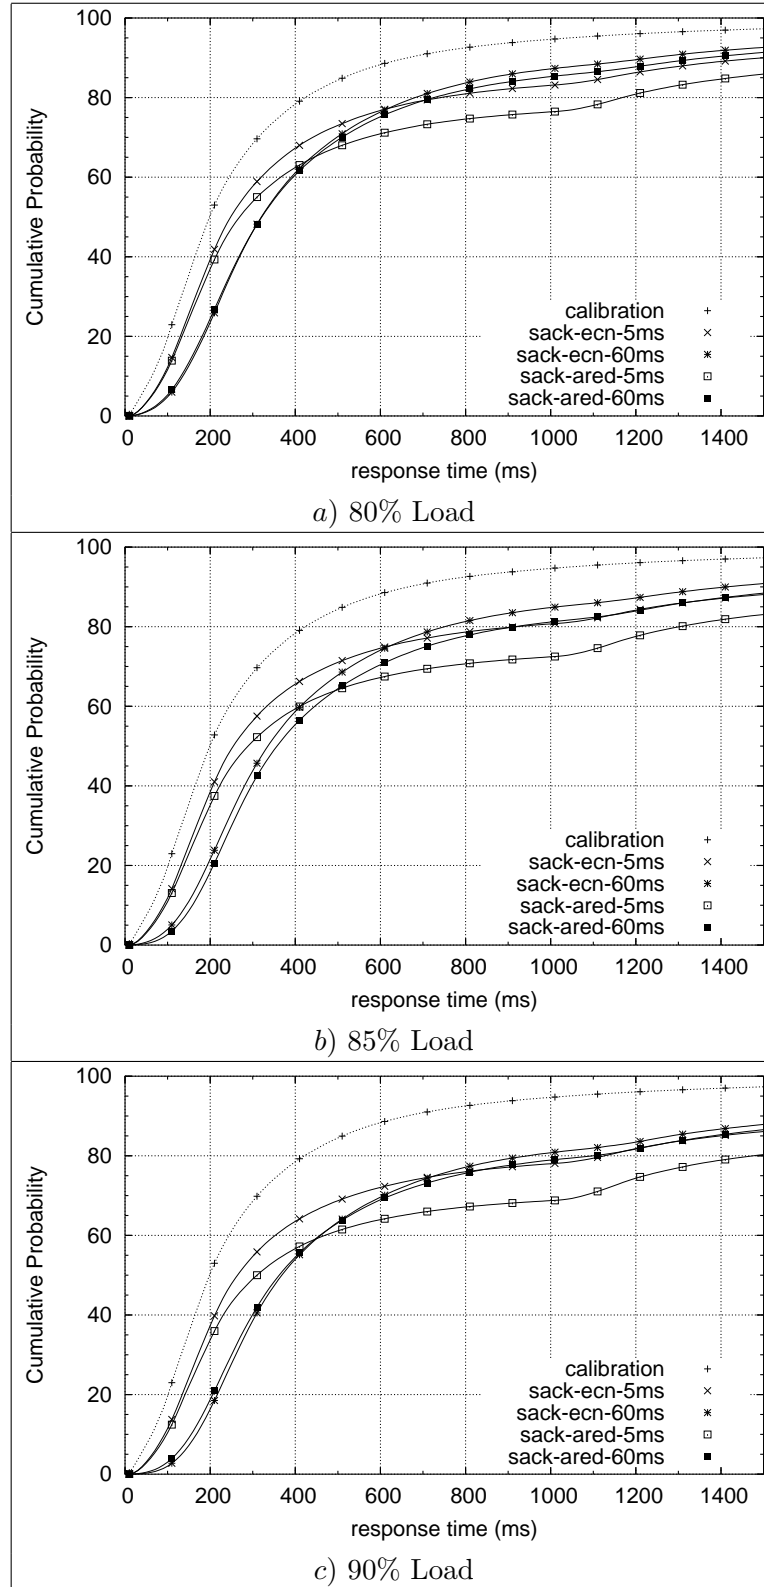 100
80
60
40
20
0
Cumulative Probability
calibration
sack-ecn-5ms
sack-ecn-60ms
sack-ared-5ms
sack-ared-60ms
0 200 400 600 800 1000 1200 1400
response time (ms)
a) 80% Load
100
80
60
40
20
0
Cumulative Probability
calibration
sack-ecn-5ms
sack-ecn-60ms
sack-ared-5ms
sack-ared-60ms
0 200 400 600 800 1000 1200 1400
response time (ms)
b) 85% Load
100
80
60
40
20
0
Cumulative Probability
calibration
sack-ecn-5ms
sack-ecn-60ms
sack-ared-5ms
sack-ared-60ms
0 200 400 600 800 1000 1200 1400
response time (ms)
c) 90% Load